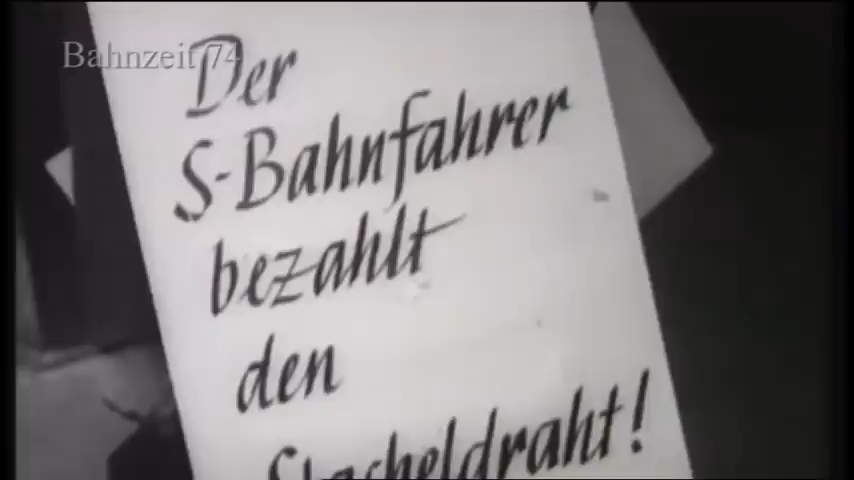 Bahnzeit 74
Der
S-Bahnfahrer
bezahlt
den
Stacheldraht!